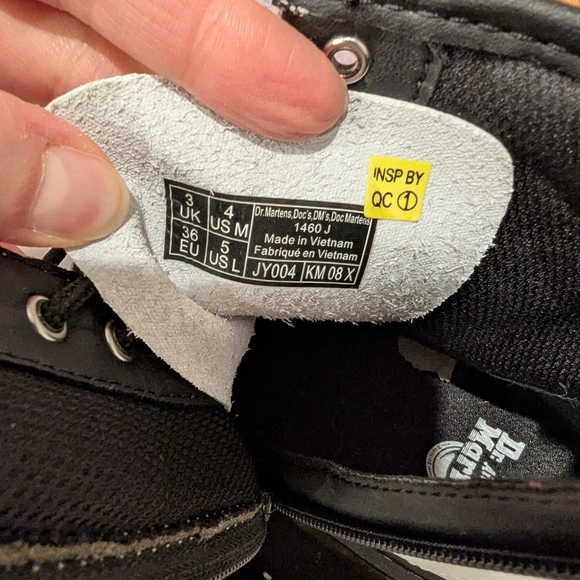 3 UK
4 US M
36 EU
5 US L
Dr.Martens,Doc's,DM's,Doc Martens
1460 J
Made in Vietnam
Fabriqué en Vietnam
JY004
KM 08 X
INSP BY
QC 1
Dr.